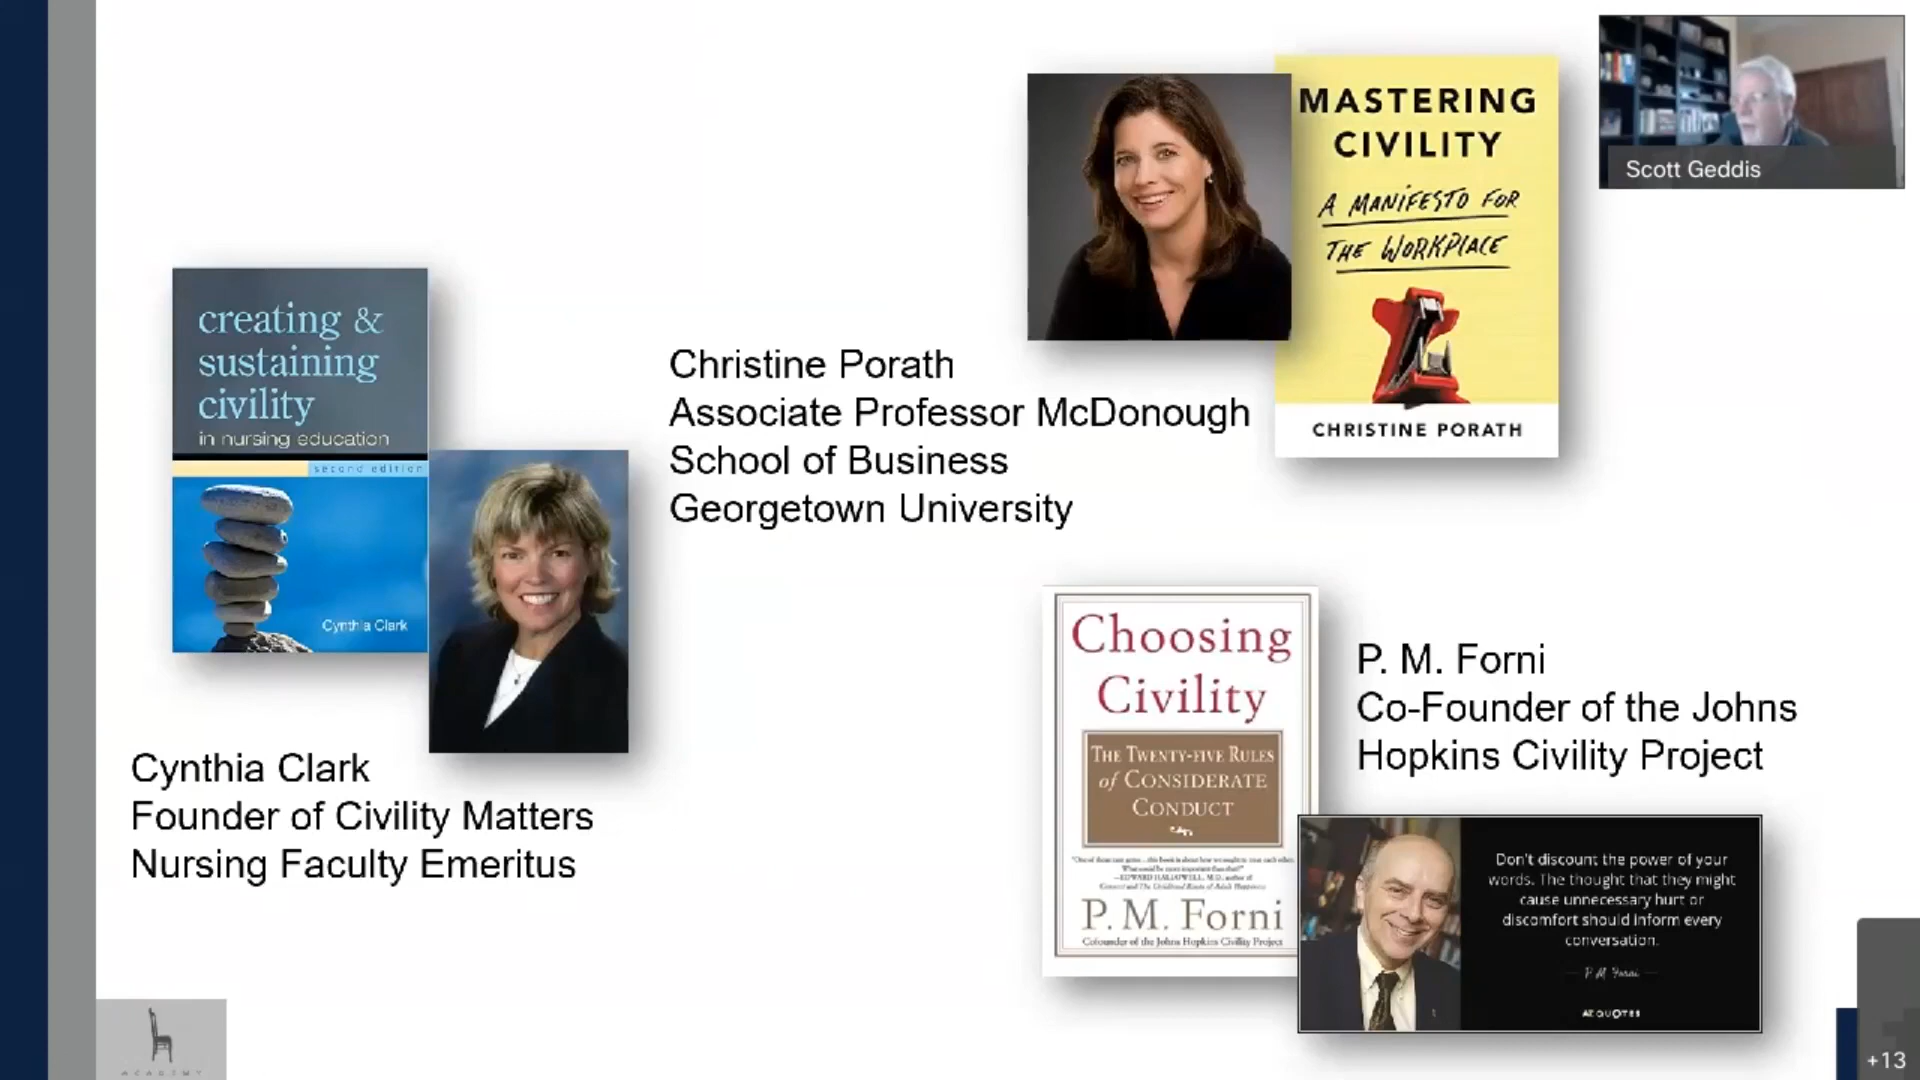 MASTERING
CIVILITY
A MANIFESTO FOR
THE WORKPLACE
CHRISTINE PORATH
Scott Geddis
creating &
sustaining
civility
in nursing education
second edition
Cynthia Clark
Christine Porath
Associate Professor McDonough
School of Business
Georgetown University
Cynthia Clark
Founder of Civility Matters
Nursing Faculty Emeritus
Choosing
Civility
THE TWENTY-FIVE RULES
of CONSIDERATE
CONDUCT
P. M. Forni
Cofounder of the Johns Hopkins Civility Project
P. M. Forni
Co-Founder of the Johns
Hopkins Civility Project
Don't discount the power of your
words. The thought that they might
cause unnecessary hurt or
discomfort should inform every
conversation.
P. M. Forni
AZ QUOTES
ACADEMY
+13